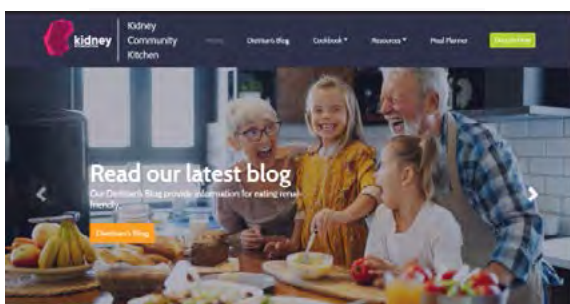 kidney
Kidney
Community
Kitchen
Dietitian's Blog
Cookbook
Resources
Meal Planner
Read our latest blog
Our Dietitian's Blog provide information for eating renal-
friendly.
Dietitian's Blog